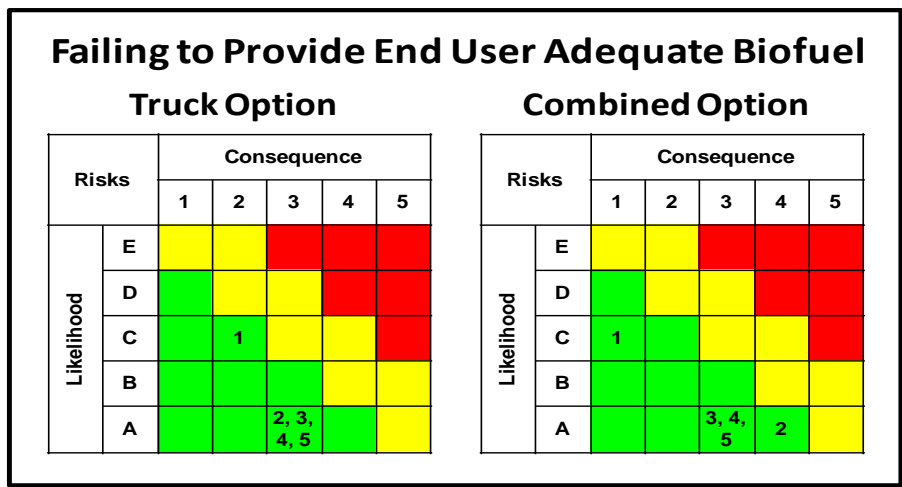 Failing to Provide End User Adequate Biofuel
Truck Option
Risks
Consequence
1 2 3 4 5
Likelihood
E
D
C 1
B
A 2, 3,
4, 5
Combined Option
Risks
Consequence
1 2 3 4 5
Likelihood
E
D
C 1
B
A 3, 4,
5 2